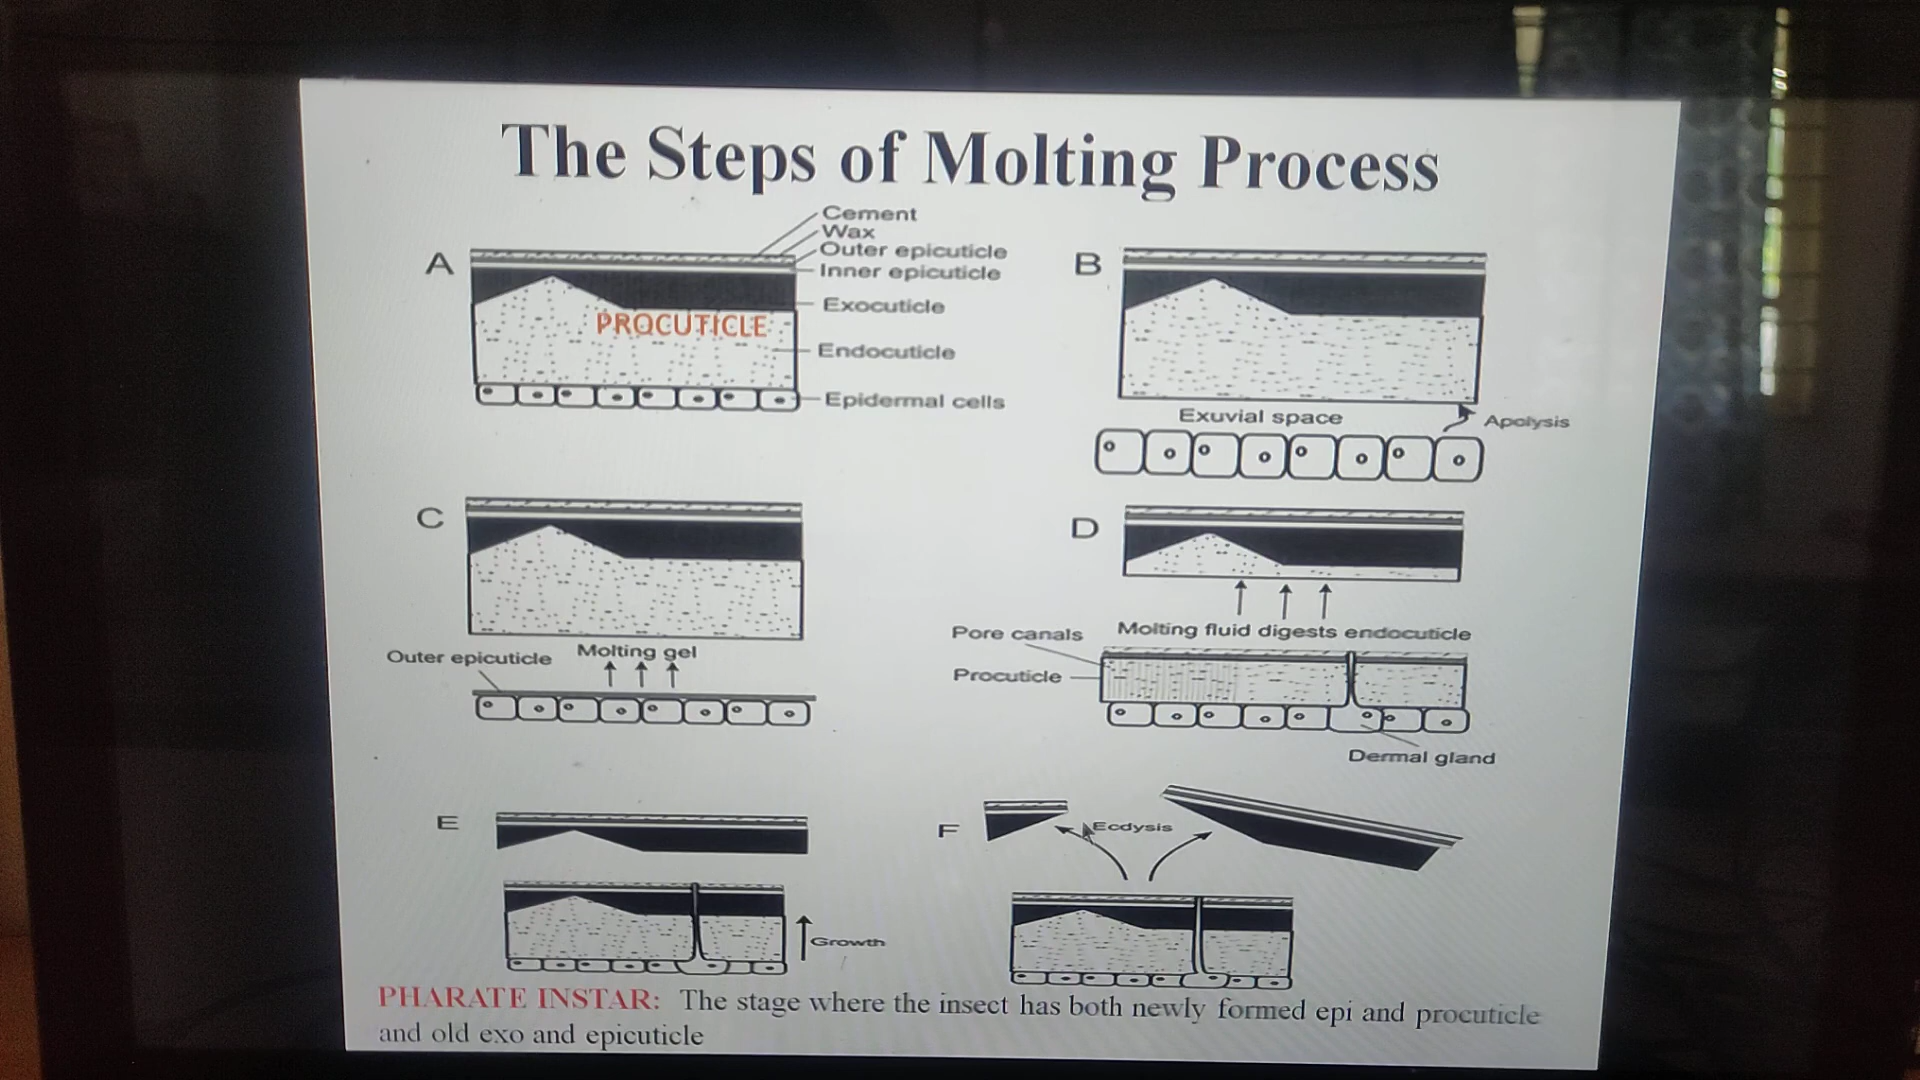 The Steps of Molting Process
A
Cement
Wax
Outer epicuticle
Inner epicuticle
Exocuticle
PROCUTICLE
Endocuticle
Epidermal cells
B
Exuvial space
Apolysis
C
Outer epicuticle
Molting gel
D
Molting fluid digests endocuticle
Pore canals
Procuticle
Dermal gland
E
Growth
F
Ecdysis
PHARATE INSTAR: The stage where the insect has both newly formed epi and procuticle
and old exo and epicuticle